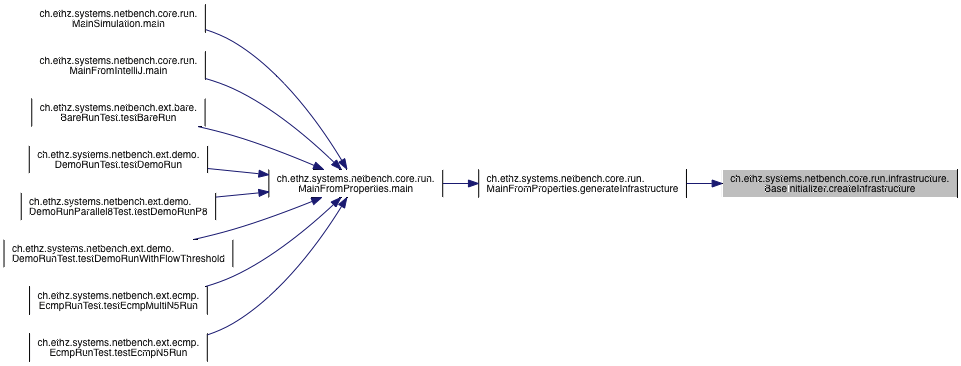 ch.ethz.systems.netbench.core.run.
MainSimulation.main
ch.ethz.systems.netbench.core.run.
MainFromIntelliJ.main
ch.ethz.systems.netbench.ext.bare.
BareRunTest.testBareRun
ch.ethz.systems.netbench.ext.demo.
DemoRunTest.testDemoRun
ch.ethz.systems.netbench.ext.demo.
DemoRunParallel8Test.testDemoRunP8
ch.ethz.systems.netbench.ext.demo.
DemoRunTest.testDemoRunWithFlowThreshold
ch.ethz.systems.netbench.ext.ecmp.
EcmpRunTest.testEcmpMultiN5Run
ch.ethz.systems.netbench.ext.ecmp.
EcmpRunTest.testEcmpN5Run
ch.ethz.systems.netbench.core.run.
MainFromProperties.main
ch.ethz.systems.netbench.core.run.
MainFromProperties.generateInfrastructure
ch.ethz.systems.netbench.core.run.infrastructure.
BaseInitializer.createInfrastructure